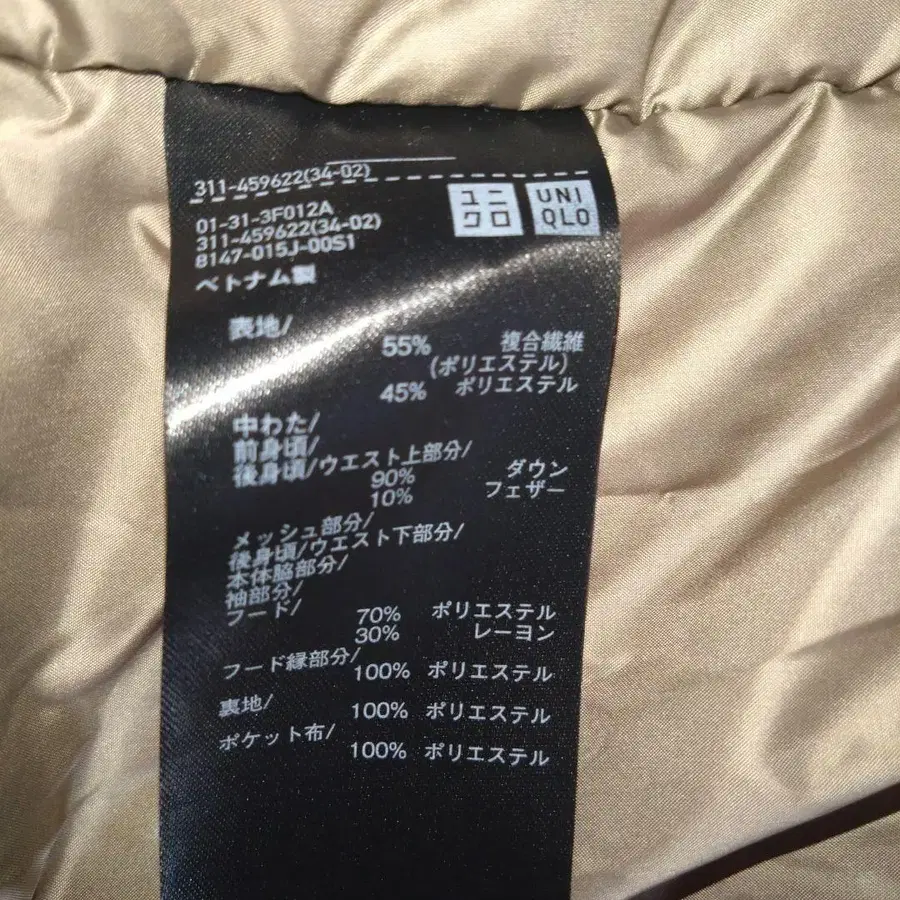 311-459622(34-02)
ユニ
クロ
UNI
QLO
01-31-3F012A
311-459622(34-02)
8147-015J-00S1
ベトナム製
表地/
55% 複合繊維
(ポリエステル)
45% ポリエステル
中わた/
前身頃/
後身頃/ウエスト上部分/
90% ダウン
10% フェザー
メッシュ部分/
後身頃/ウエスト下部分/
本体脇部分/
袖部分/
フード/
70% ポリエステル
30% レーヨン
フード縁部分/
100% ポリエステル
裏地/
100% ポリエステル
ポケット布/
100% ポリエステル